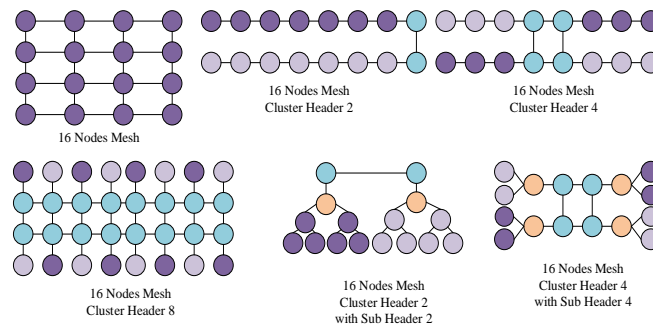 16 Nodes Mesh
16 Nodes Mesh
Cluster Header 2
16 Nodes Mesh
Cluster Header 4
16 Nodes Mesh
Cluster Header 8
16 Nodes Mesh
Cluster Header 2
with Sub Header 2
16 Nodes Mesh
Cluster Header 4
with Sub Header 4